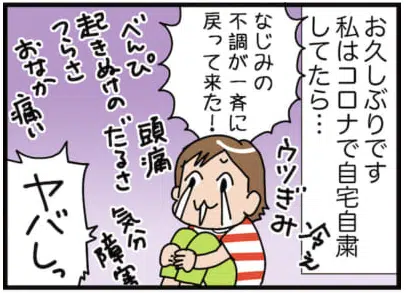 お久しぶりです
私はコロナで自宅自粛
してたら…
なじみの
不調が一斉に
戻って来た！
ウツぎみ
冷え
頭痛
気分
障害
べんぴ
起きぬけの
だるさ
つらさ
おなか痛い
ヤバしっ